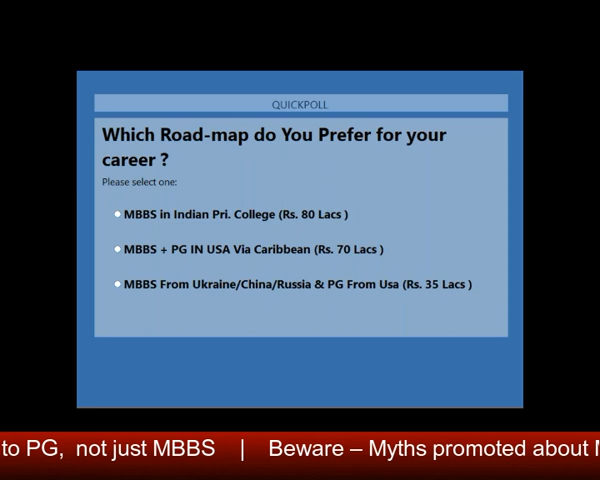 QUICKPOLL
Which Road-map do You Prefer for your
career ?
Please select one:
MBBS in Indian Pri. College (Rs. 80 Lacs )
MBBS + PG IN USA Via Caribbean (Rs. 70 Lacs )
MBBS From Ukraine/China/Russia & PG From Usa (Rs. 35 Lacs )
to PG, not just MBBS | Beware – Myths promoted about